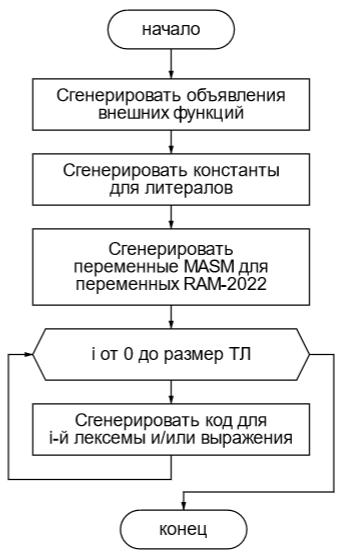 начало
Сгенерировать объявления
внешних функций
Сгенерировать константы
для литералов
Сгенерировать
переменные MASM для
переменных RAM-2022
i от 0 до размер ТЛ
Сгенерировать код для
i-й лексемы и/или выражения
конец